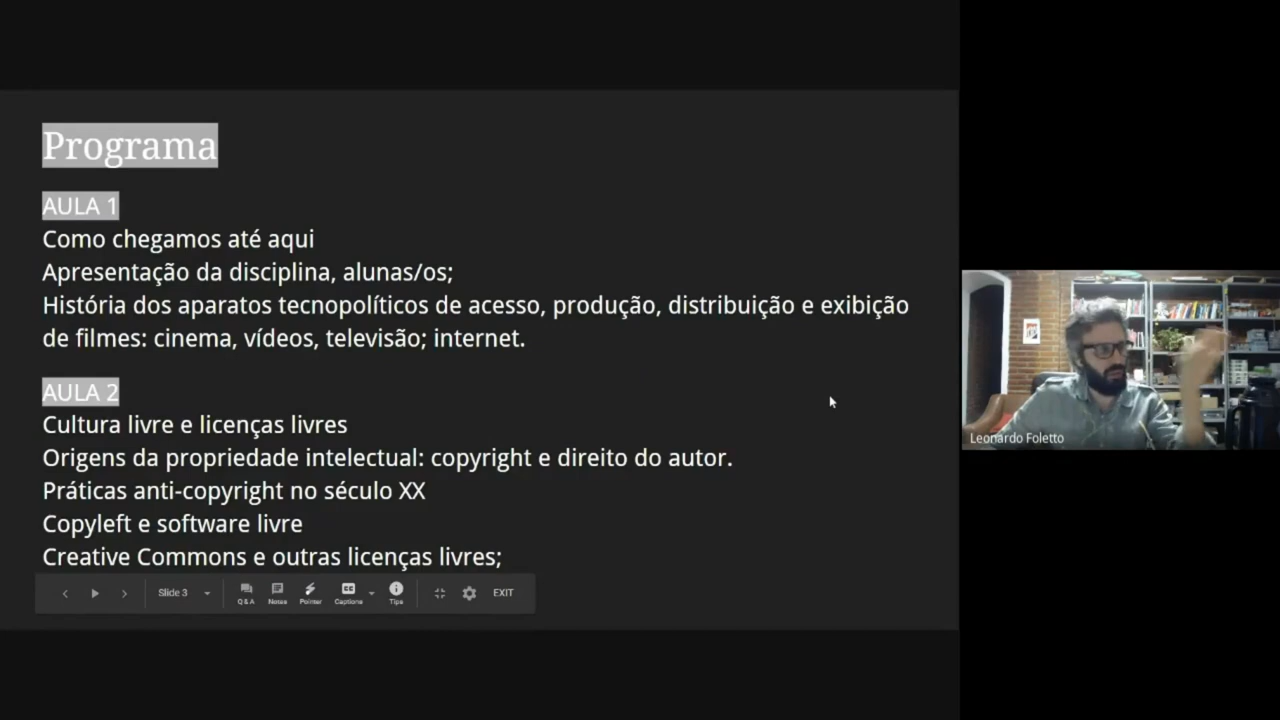 Programa
AULA 1
Como chegamos até aqui
Apresentação da disciplina, alunas/os;
História dos aparatos tecnopolíticos de acesso, produção, distribuição e exibição
de filmes: cinema, vídeos, televisão; internet.
AULA 2
Cultura livre e licenças livres
Origens da propriedade intelectual: copyright e direito do autor.
Práticas anti-copyright no século XX
Copyleft e software livre
Creative Commons e outras licenças livres;
Slide 3
Q & A
Notes
Pointer
Captions
Tips
EXIT
Leonardo Foletto